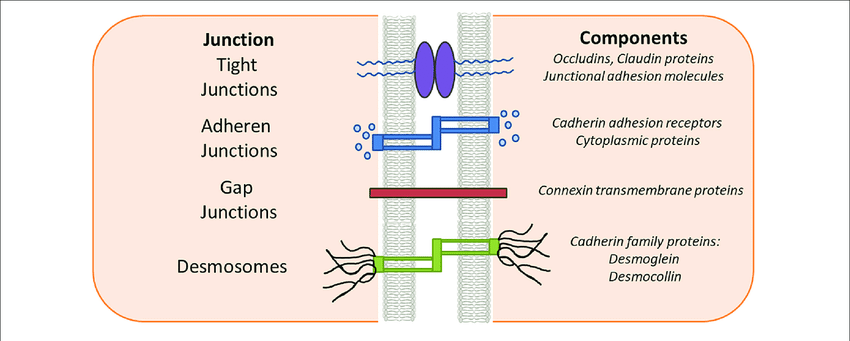 Junction
Tight
Junctions
Adheren
Junctions
Gap
Junctions
Desmosomes
Components
Occludins, Claudin proteins
Junctional adhesion molecules
Cadherin adhesion receptors
Cytoplasmic proteins
Connexin transmembrane proteins
Cadherin family proteins:
Desmoglein
Desmocollin